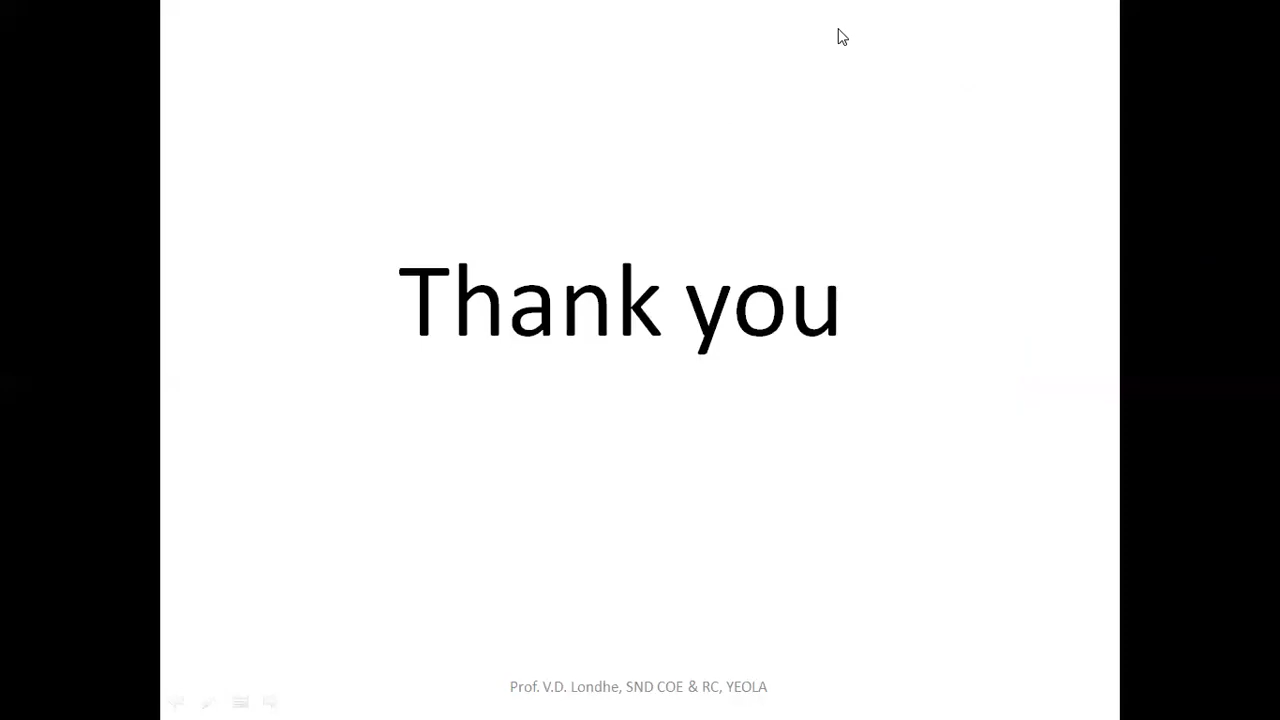 Thank you
Prof. V.D. Londhe, SND COE & RC, YEOLA